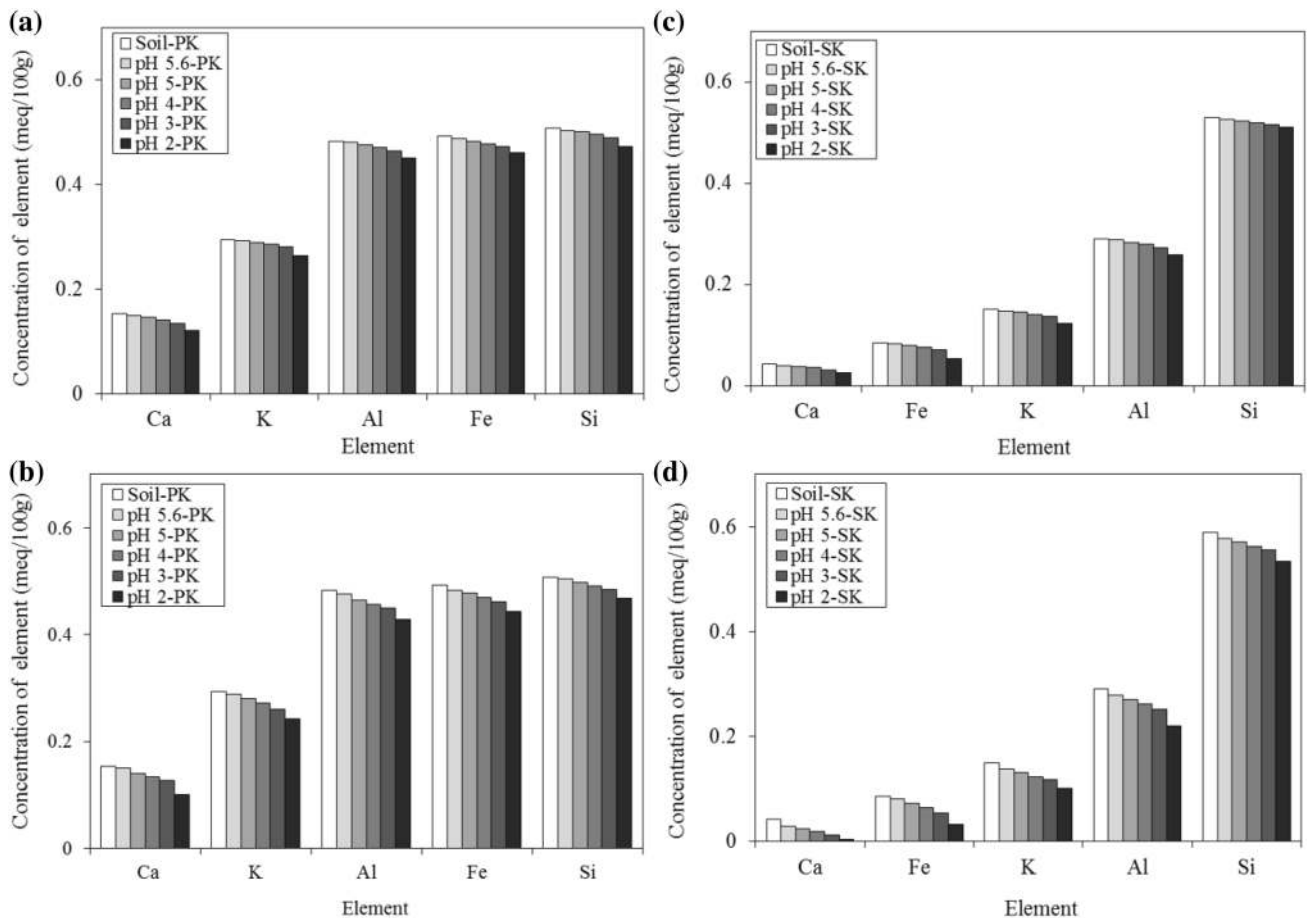 (a)
Concentration of element (meq/100g)
0.6
0.4
0.2
0
Soil-PK
pH 5.6-PK
pH 5-PK
pH 4-PK
pH 3-PK
pH 2-PK
Ca K Al Fe Si
Element
(c)
Concentration of element (meq/100g)
0.6
0.4
0.2
0
Soil-SK
pH 5.6-SK
pH 5-SK
pH 4-SK
pH 3-SK
pH 2-SK
Ca Fe K Al Si
Element
(b)
Concentration of element (meq/100g)
0.6
0.4
0.2
0
Soil-PK
pH 5.6-PK
pH 5-PK
pH 4-PK
pH 3-PK
pH 2-PK
Ca K Al Fe Si
Element
(d)
Concentration of element (meq/100g)
0.6
0.4
0.2
0
Soil-SK
pH 5.6-SK
pH 5-SK
pH 4-SK
pH 3-SK
pH 2-SK
Ca Fe K Al Si
Element